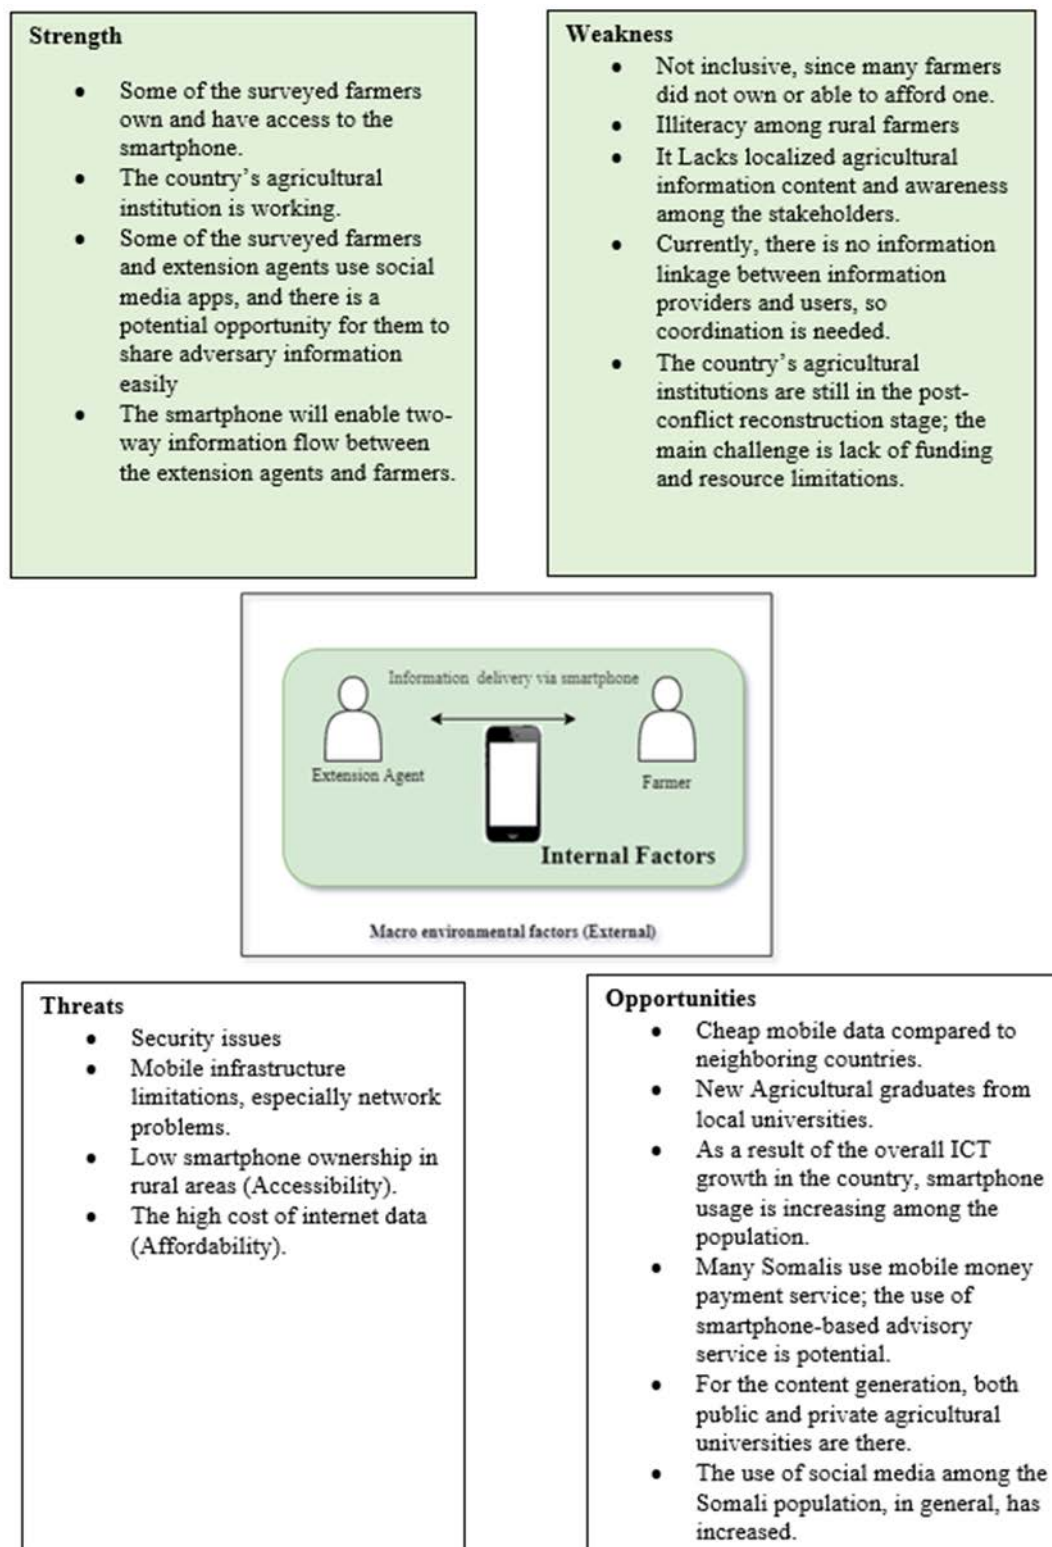 Strength
• Some of the surveyed farmers
own and have access to the
smartphone.
• The country's agricultural
institution is working.
• Some of the surveyed farmers
and extension agents use social
media apps, and there is a
potential opportunity for them to
share adversary information
easily
• The smartphone will enable two-
way information flow between
the extension agents and farmers.
Weakness
• Not inclusive, since many farmers
did not own or able to afford one.
• Illiteracy among rural farmers
• It Lacks localized agricultural
information content and awareness
among the stakeholders.
• Currently, there is no information
linkage between information
providers and users, so
coordination is needed.
• The country's agricultural
institutions are still in the post-
conflict reconstruction stage; the
main challenge is lack of funding
and resource limitations.
Information delivery via smartphone
Extension Agent
Farmer
Internal Factors
Macro environmental factors (External)
Threats
• Security issues
• Mobile infrastructure
limitations, especially network
problems.
• Low smartphone ownership in
rural areas (Accessibility).
• The high cost of internet data
(Affordability).
Opportunities
• Cheap mobile data compared to
neighboring countries.
• New Agricultural graduates from
local universities.
• As a result of the overall ICT
growth in the country, smartphone
usage is increasing among the
population.
• Many Somalis use mobile money
payment service; the use of
smartphone-based advisory
service is potential.
• For the content generation, both
public and private agricultural
universities are there.
• The use of social media among the
Somali population, in general, has
increased.